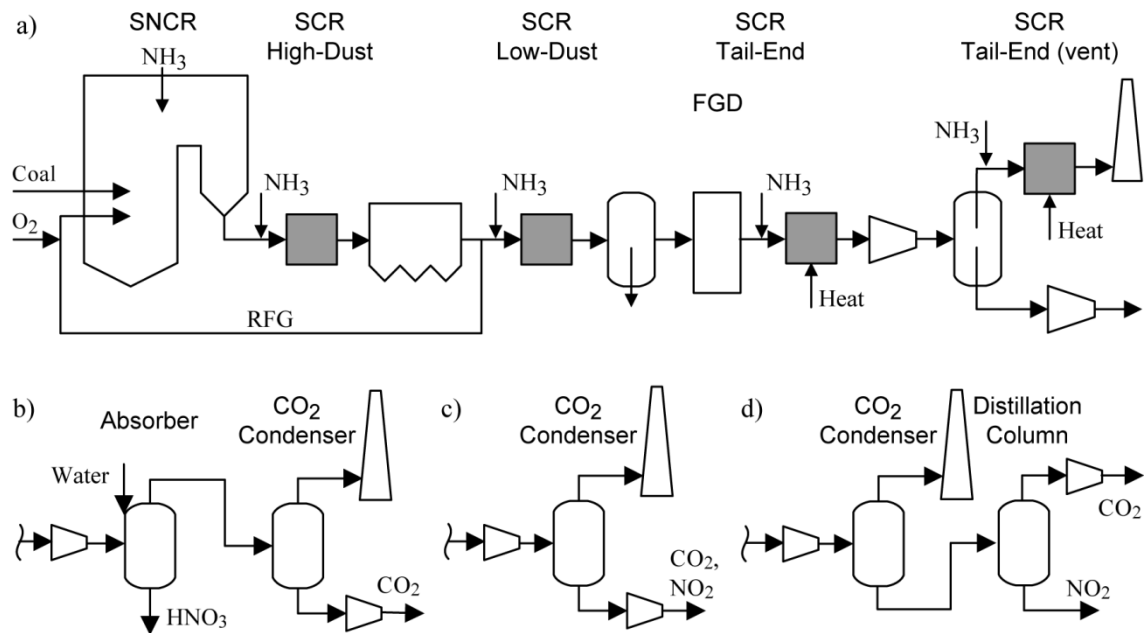 a)
SNCR
SCR
High-Dust
SCR
Low-Dust
SCR
Tail-End
SCR
Tail-End (vent)
FGD
NH3
Coal
O2
NH3
NH3
NH3
NH3
Heat
Heat
RFG
b)
Absorber
CO2
Condenser
Water
HNO3
CO2
c)
CO2
Condenser
CO2,
NO2
d)
CO2
Condenser
Distillation
Column
CO2
NO2